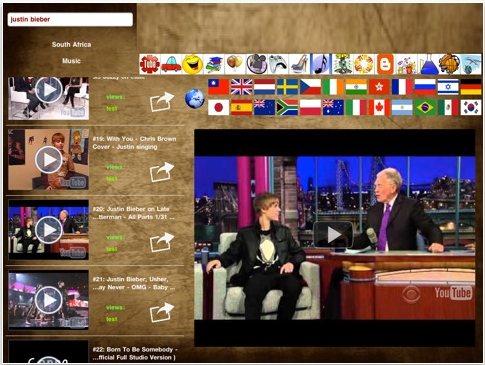 justin bieber
South Africa
Music
views:
test
YouTube
#19: With You - Chris Brown
Cover - Justin singing
views:
test
YouTube
#20: Justin Bieber on Late
...tterman - All Parts 1/31 ...
views:
test
#21: Justin Bieber, Usher,
...ay Never - OMG - Baby ...
views:
test
#22: Born To Be Somebody -
...fficial Full Studio Version )
Tube
YouTube